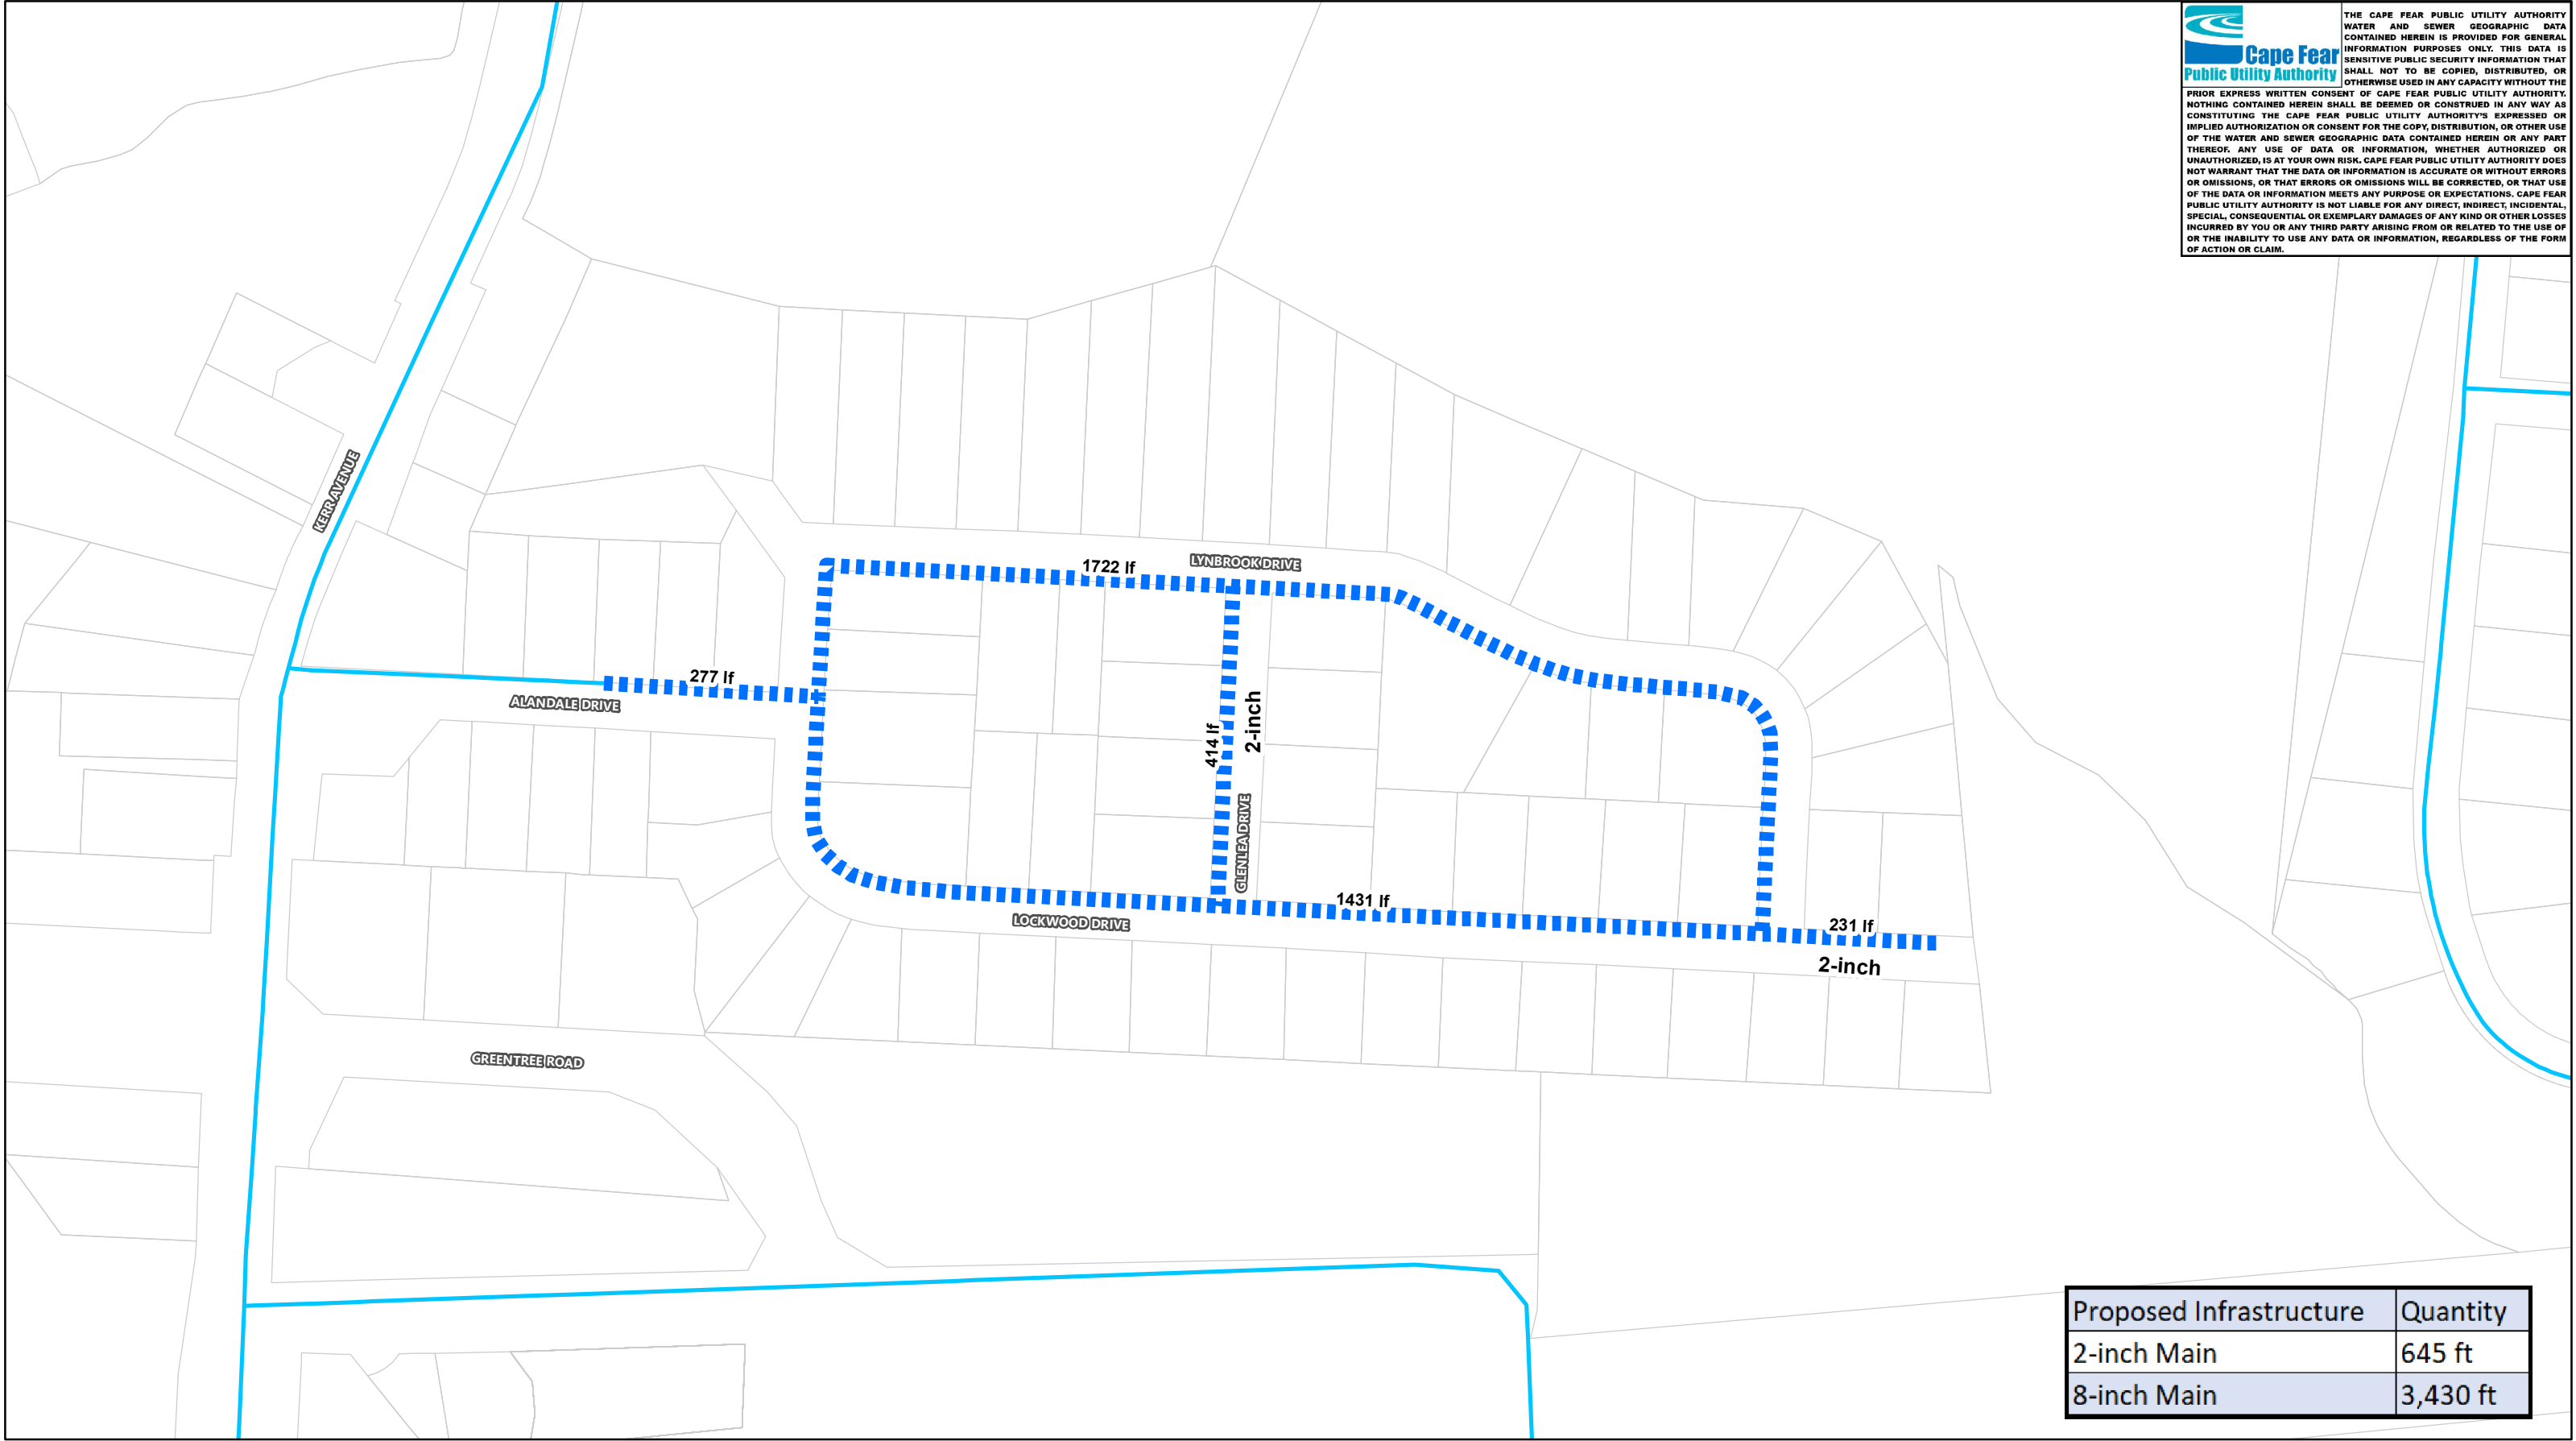 Cape Fear
Public Utility Authority
THE CAPE FEAR PUBLIC UTILITY AUTHORITY
WATER AND SEWER GEOGRAPHIC DATA
CONTAINED HEREIN IS PROVIDED FOR GENERAL
INFORMATION PURPOSES ONLY. THIS DATA IS
SENSITIVE PUBLIC SECURITY INFORMATION THAT
SHALL NOT TO BE COPIED, DISTRIBUTED, OR
OTHERWISE USED IN ANY CAPACITY WITHOUT THE
PRIOR EXPRESS WRITTEN CONSENT OF CAPE FEAR PUBLIC UTILITY AUTHORITY.
NOTHING CONTAINED HEREIN SHALL BE DEEMED OR CONSTRUED IN ANY WAY AS
CONSTITUTING THE CAPE FEAR PUBLIC UTILITY AUTHORITY'S EXPRESSED OR
IMPLIED AUTHORIZATION OR CONSENT FOR THE COPY, DISTRIBUTION, OR OTHER USE
OF THE WATER AND SEWER GEOGRAPHIC DATA CONTAINED HEREIN OR ANY PART
THEREOF. ANY USE OF DATA OR INFORMATION, WHETHER AUTHORIZED OR
UNAUTHORIZED, IS AT YOUR OWN RISK. CAPE FEAR PUBLIC UTILITY AUTHORITY DOES
NOT WARRANT THAT THE DATA OR INFORMATION IS ACCURATE OR WITHOUT ERRORS
OR OMISSIONS, OR THAT ERRORS OR OMISSIONS WILL BE CORRECTED, OR THAT USE
OF THE DATA OR INFORMATION MEETS ANY PURPOSE OR EXPECTATIONS. CAPE FEAR
PUBLIC UTILITY AUTHORITY IS NOT LIABLE FOR ANY DIRECT, INDIRECT, INCIDENTAL,
SPECIAL, CONSEQUENTIAL OR EXEMPLARY DAMAGES OF ANY KIND OR OTHER LOSSES
INCURRED BY YOU OR ANY THIRD PARTY ARISING FROM OR RELATED TO THE USE OF
OR THE INABILITY TO USE ANY DATA OR INFORMATION, REGARDLESS OF THE FORM
OF ACTION OR CLAIM.
KERR AVENUE
LYNBROOK DRIVE
1722 lf
277 lf
ALANDALE DRIVE
414 lf
2-inch
GLENLEA DRIVE
1431 lf
LOCKWOOD DRIVE
231 lf
2-inch
GREENTREE ROAD
Proposed Infrastructure Quantity
2-inch Main 645 ft
8-inch Main 3,430 ft